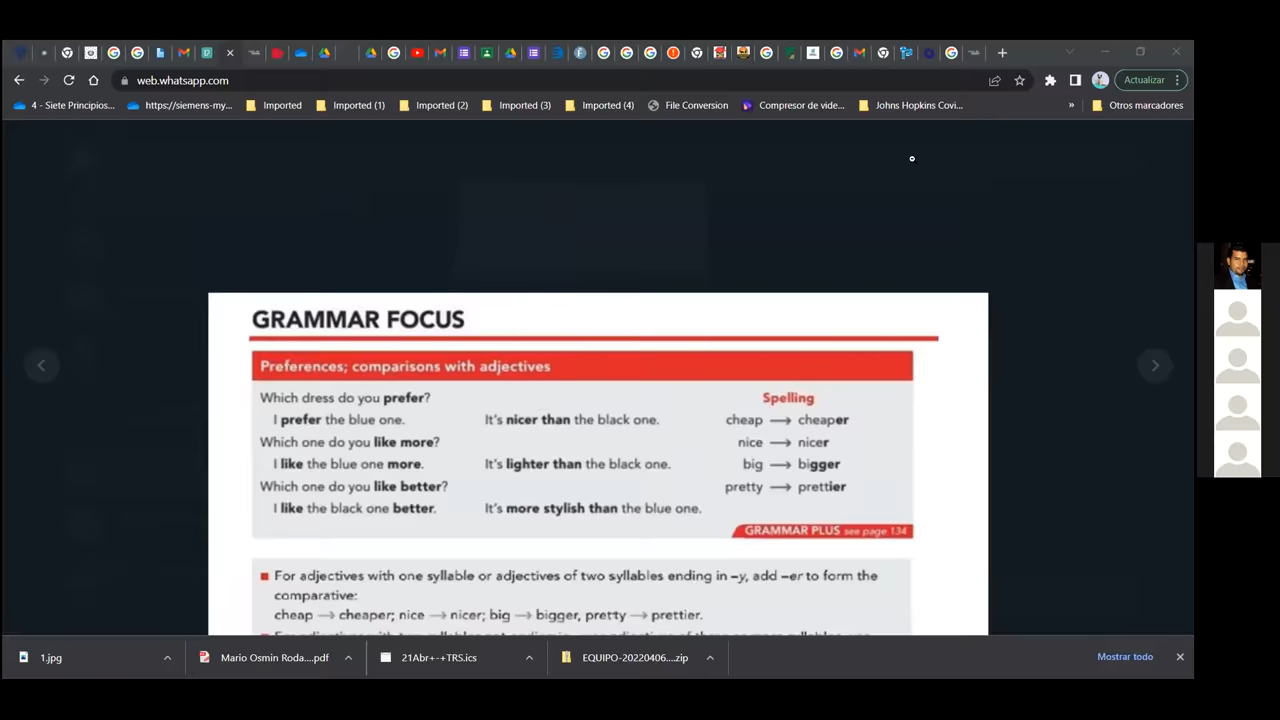 web.whatsapp.com
Actualizar
4 - Siete Principios...
https://siemens-my...
Imported
Imported (1)
Imported (2)
Imported (3)
Imported (4)
File Conversion
Compresor de vide...
Johns Hopkins Covi...
»
Otros marcadores
GRAMMAR FOCUS
Preferences; comparisons with adjectives
Which dress do you prefer?
Spelling
I prefer the blue one. It's nicer than the black one. cheap → cheaper
Which one do you like more? nice → nicer
I like the blue one more. It's lighter than the black one. big → bigger
Which one do you like better? pretty → prettier
I like the black one better. It's more stylish than the blue one.
GRAMMAR PLUS see page 134
For adjectives with one syllable or adjectives of two syllables ending in –y, add –er to form the
comparative:
cheap → cheaper; nice → nicer; big → bigger, pretty → prettier.
1.jpg
Mario Osmin Roda....pdf
21Abr+-+TRS.ics
EQUIPO-20220406....zip
Mostrar todo